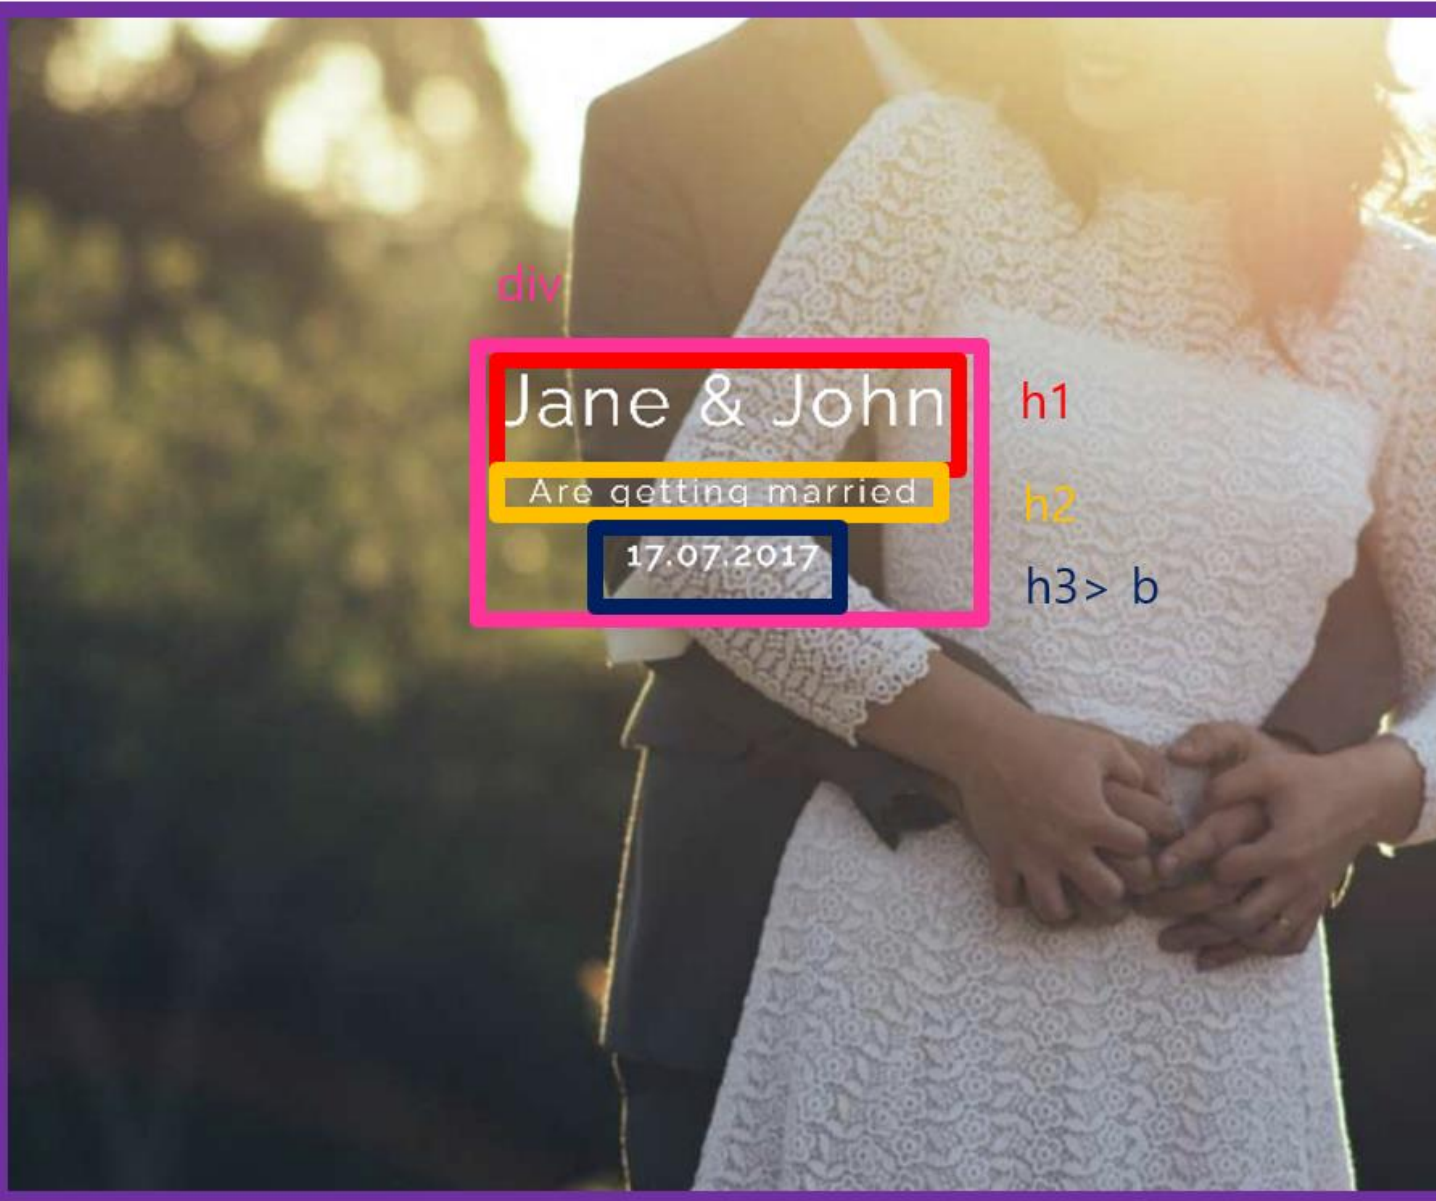 div
Jane & John
h1
Are getting married
h2
17.07.2017
h3> b